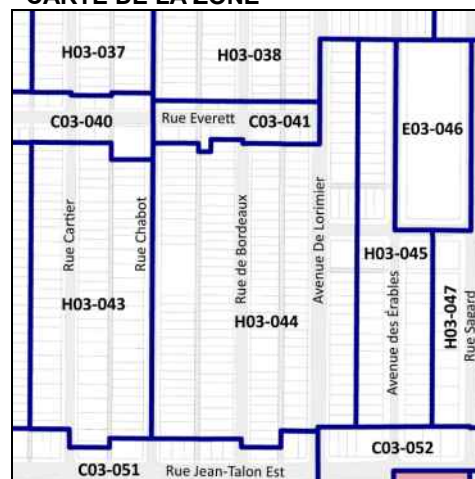 CARTE DE LA ZONE
H03-037
H03-038
C03-040
Rue Everett
C03-041
E03-046
Rue Cartier
Rue Chabot
Rue de Bordeaux
Avenue De Lorimier
H03-045
H03-043
H03-044
Avenue des Érables
H03-047
Rue Sagard
C03-052
C03-051
Rue Jean-Talon Est